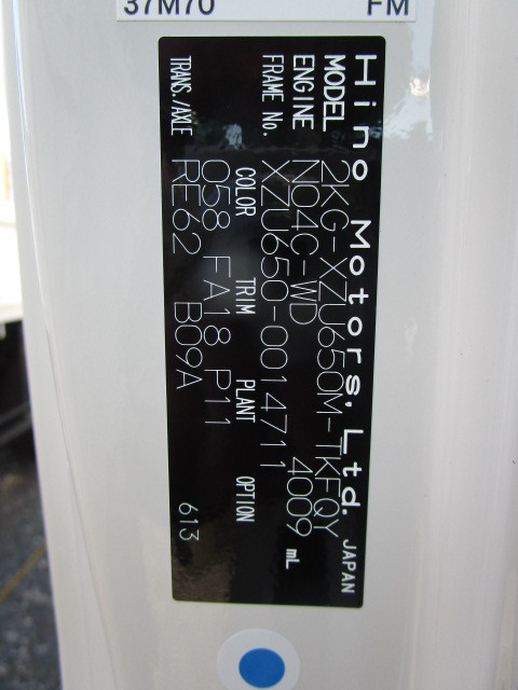 37M70 FM
Hino Motors, Ltd. JAPAN
MODEL 2KG-XZU650M-TKFQY
ENGINE N04C-WD 4009 mL
FRAME No. XZU650-0014711
COLOR TRIM PLANT OPTION
058 FA18 P11
TRANS./AXLE RE62 B09A 613